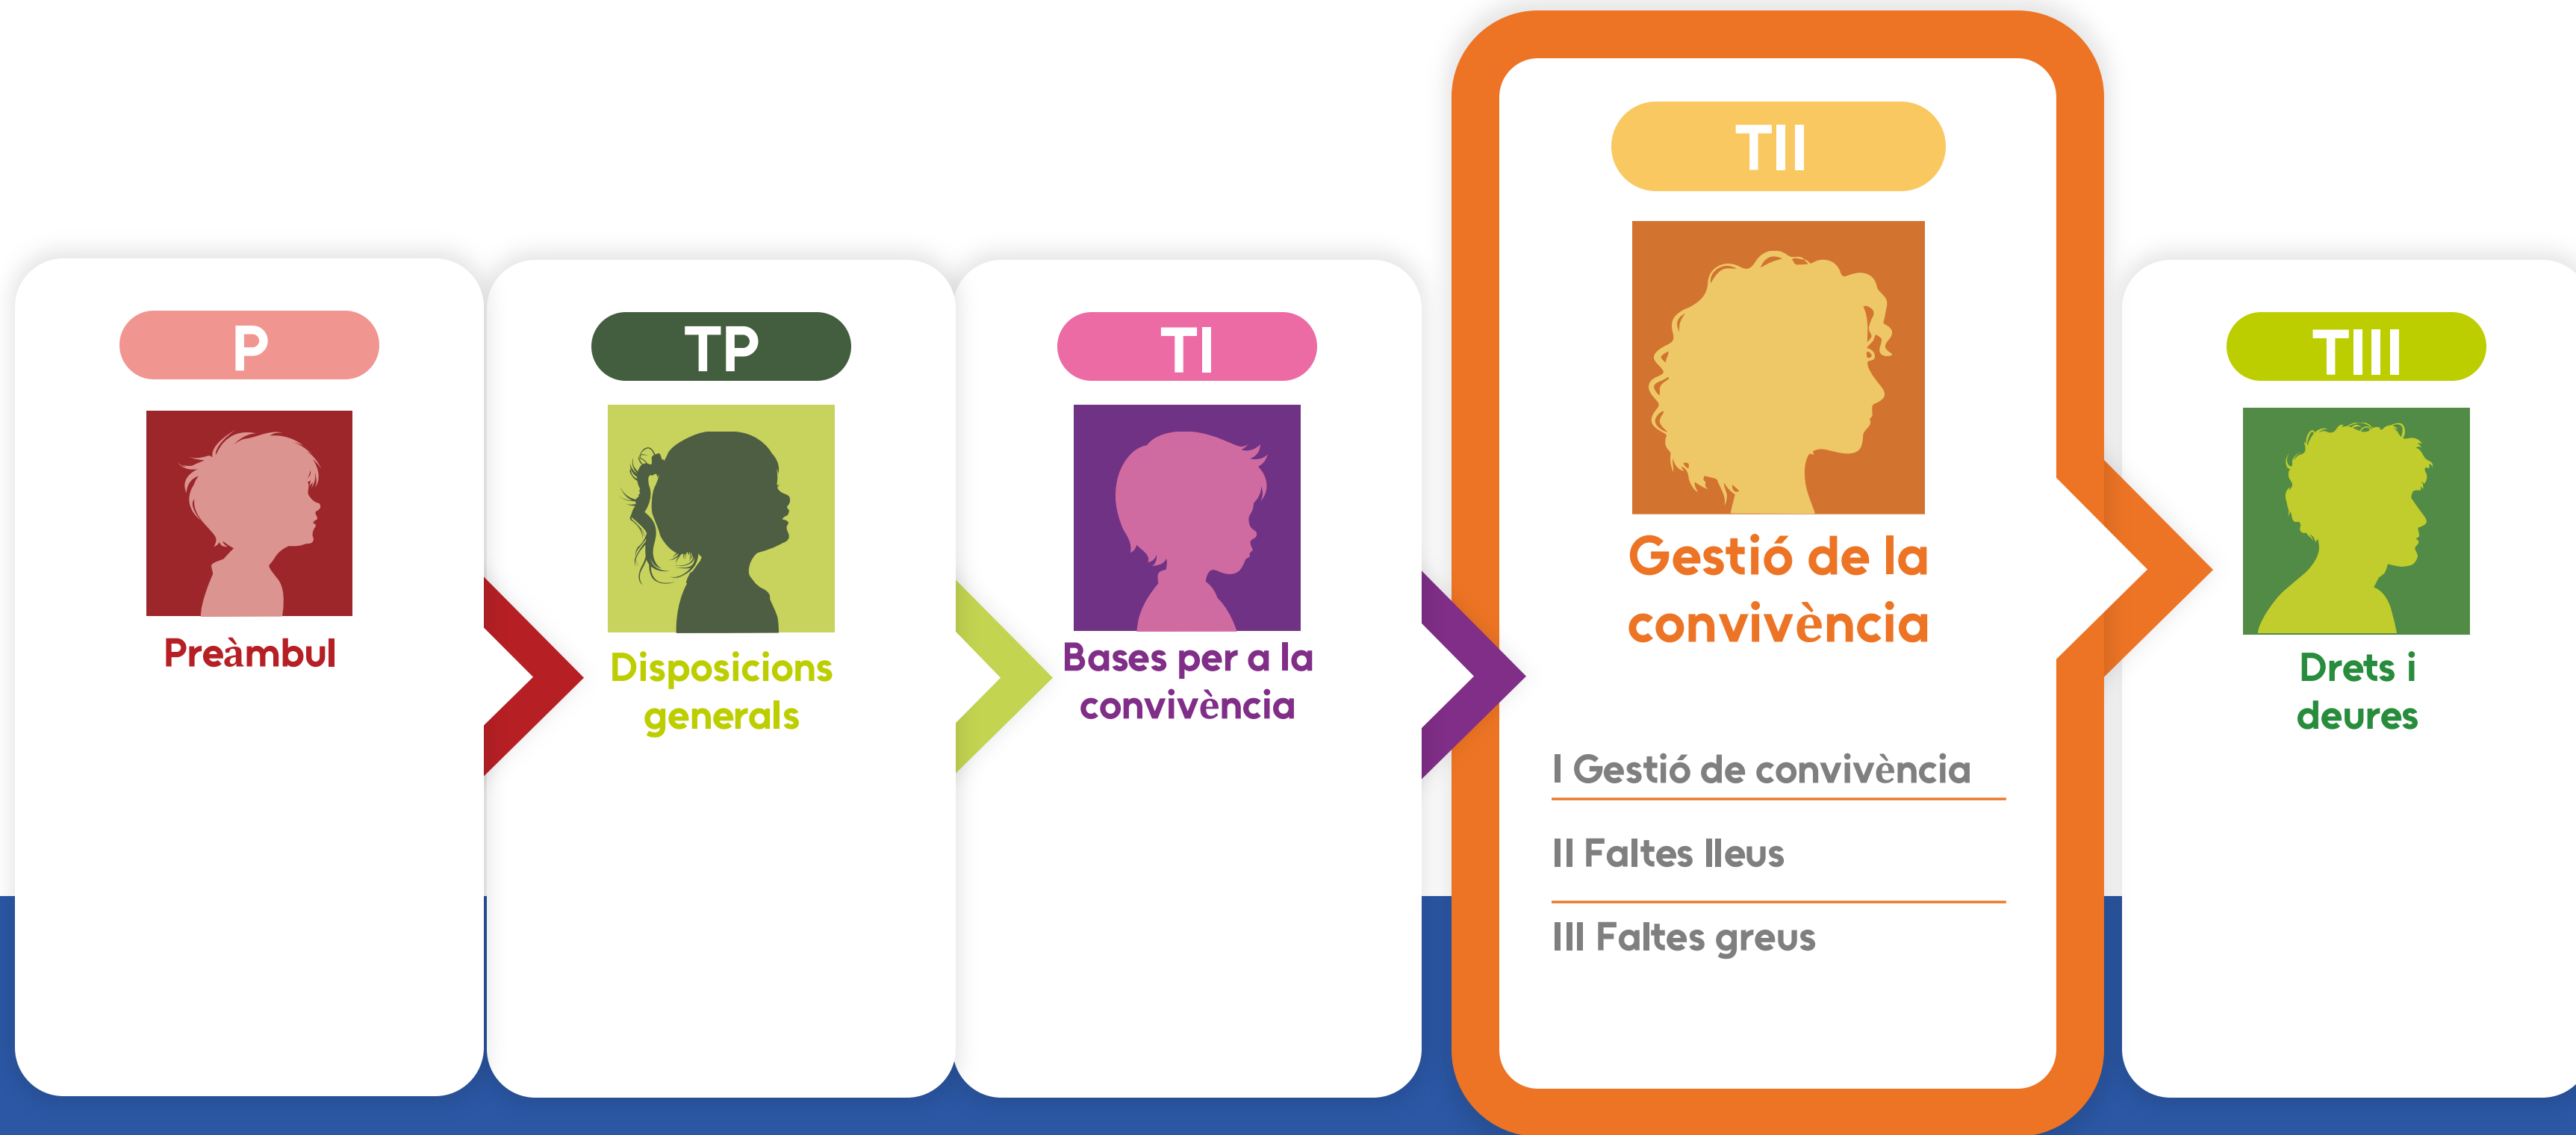 P
Preàmbul
TP
Disposicions
generals
TI
Bases per a la
convivència
TII
Gestió de la
convivència
I Gestió de convivència
II Faltes lleus
III Faltes greus
TIII
Drets i
deures